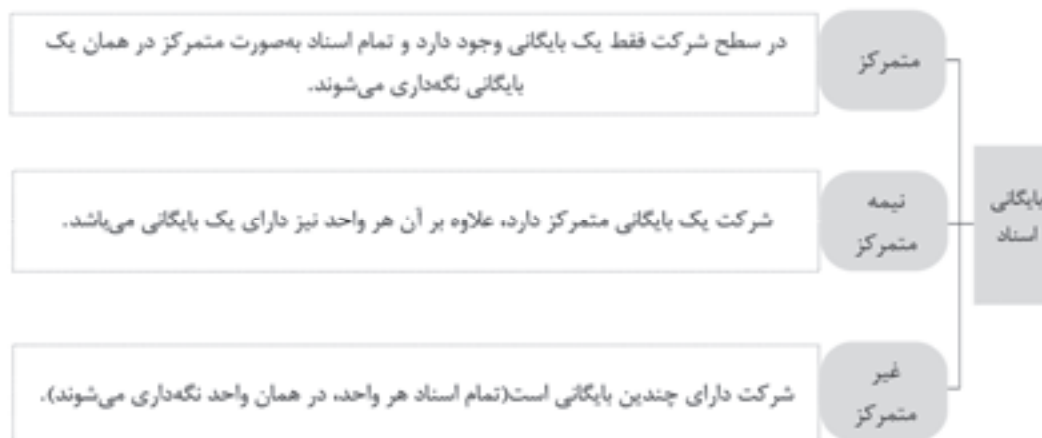 بایگانی
اسناد
متمرکز
در سطح شرکت فقط یک بایگانی وجود دارد و تمام اسناد به‌صورت متمرکز در همان یک
بایگانی نگه‌داری می‌شوند.
نیمه
متمرکز
شرکت یک بایگانی متمرکز دارد، علاوه بر آن هر واحد نیز دارای یک بایگانی می‌باشد.
غیر
متمرکز
شرکت دارای چندین بایگانی است(تمام اسناد هر واحد، در همان واحد نگه‌داری می‌شوند).